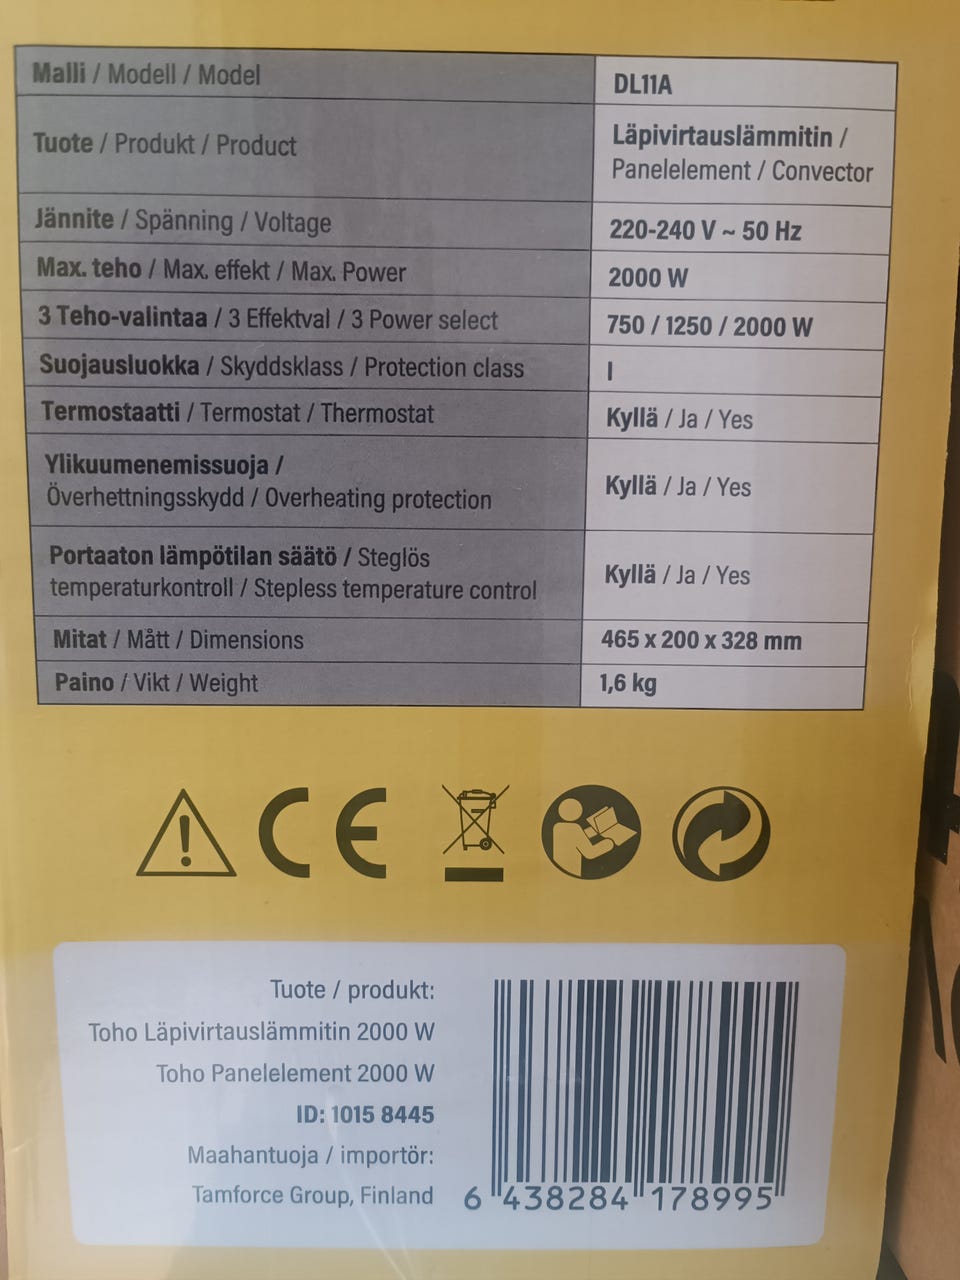 Malli / Modell / Model
DL11A
Tuote / Produkt / Product
Läpivirtauslämmitin /
Panelelement / Convector
Jännite / Spänning / Voltage
220-240 V ~ 50 Hz
Max. teho / Max. effekt / Max. Power
2000 W
3 Teho-valintaa / 3 Effektval / 3 Power select
750 / 1250 / 2000 W
Suojausluokka / Skyddsklass / Protection class
I
Termostaatti / Termostat / Thermostat
Kyllä / Ja / Yes
Ylikuumenemissuoja /
Överhettningsskydd / Overheating protection
Kyllä / Ja / Yes
Portaaton lämpötilan säätö / Steglös
temperaturkontroll / Stepless temperature control
Kyllä / Ja / Yes
Mitat / Mått / Dimensions
465 x 200 x 328 mm
Paino / Vikt / Weight
1,6 kg
CE
Tuote / produkt:
Toho Läpivirtauslämmitin 2000 W
Toho Panelelement 2000 W
ID: 1015 8445
Maahantuoja / importör:
Tamforce Group, Finland
6 438284 178995